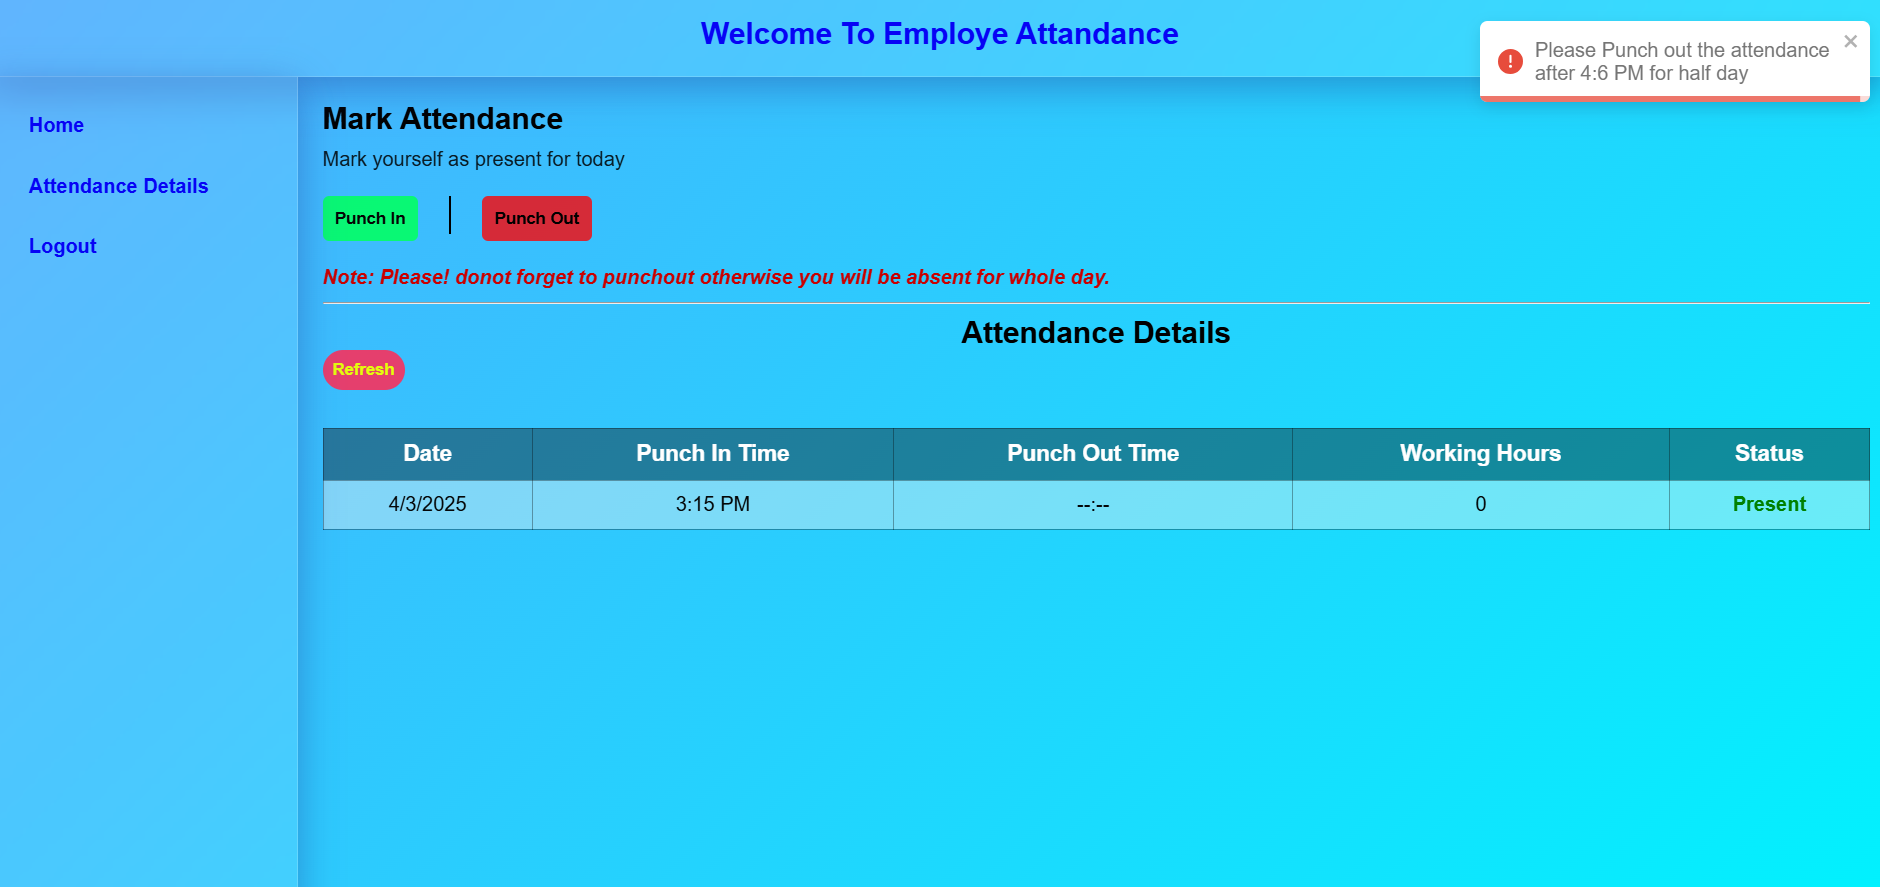 Welcome To Employe Attandance
Please Punch out the attendance
after 4:6 PM for half day
Home
Attendance Details
Logout
Mark Attendance
Mark yourself as present for today
Punch In
Punch Out
Note: Please! donot forget to punchout otherwise you will be absent for whole day.
Attendance Details
Refresh
Date Punch In Time Punch Out Time Working Hours Status
4/3/2025 3:15 PM --:-- 0 Present